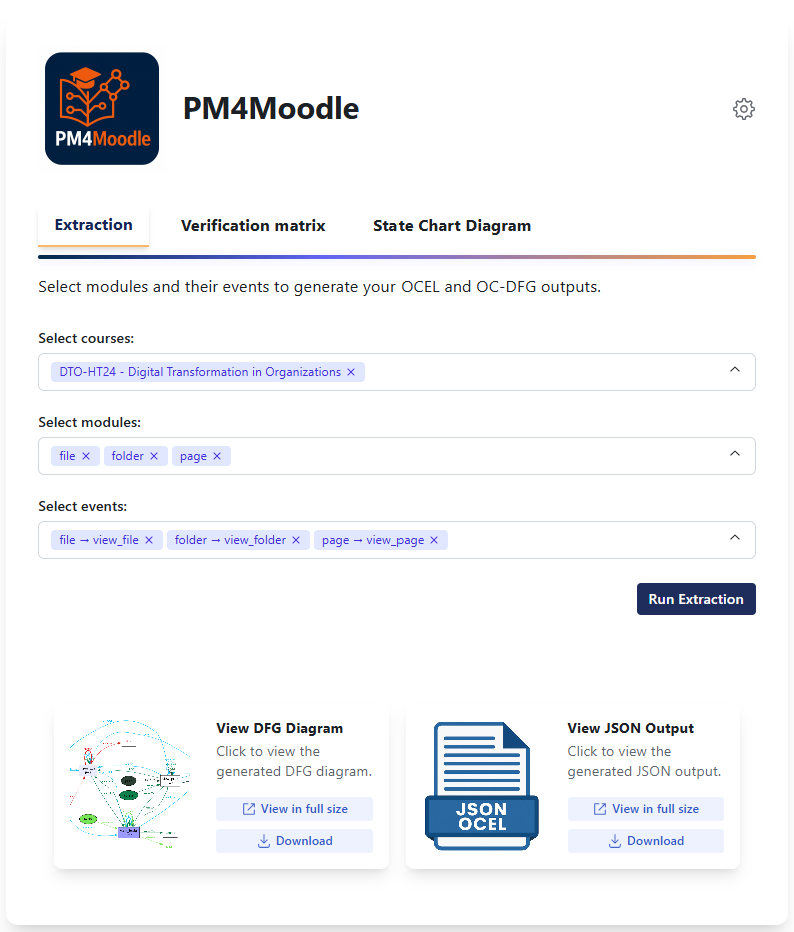 PM4Moodle
PM4Moodle
Extraction
Verification matrix
State Chart Diagram
Select modules and their events to generate your OCEL and OC-DFG outputs.
Select courses:
DTO-HT24 - Digital Transformation in Organizations ×
Select modules:
file × folder × page ×
Select events:
file → view_file × folder → view_folder × page → view_page ×
Run Extraction
View DFG Diagram
Click to view the
generated DFG diagram.
View in full size
Download
JSON
OCEL
View JSON Output
Click to view the
generated JSON output.
View in full size
Download